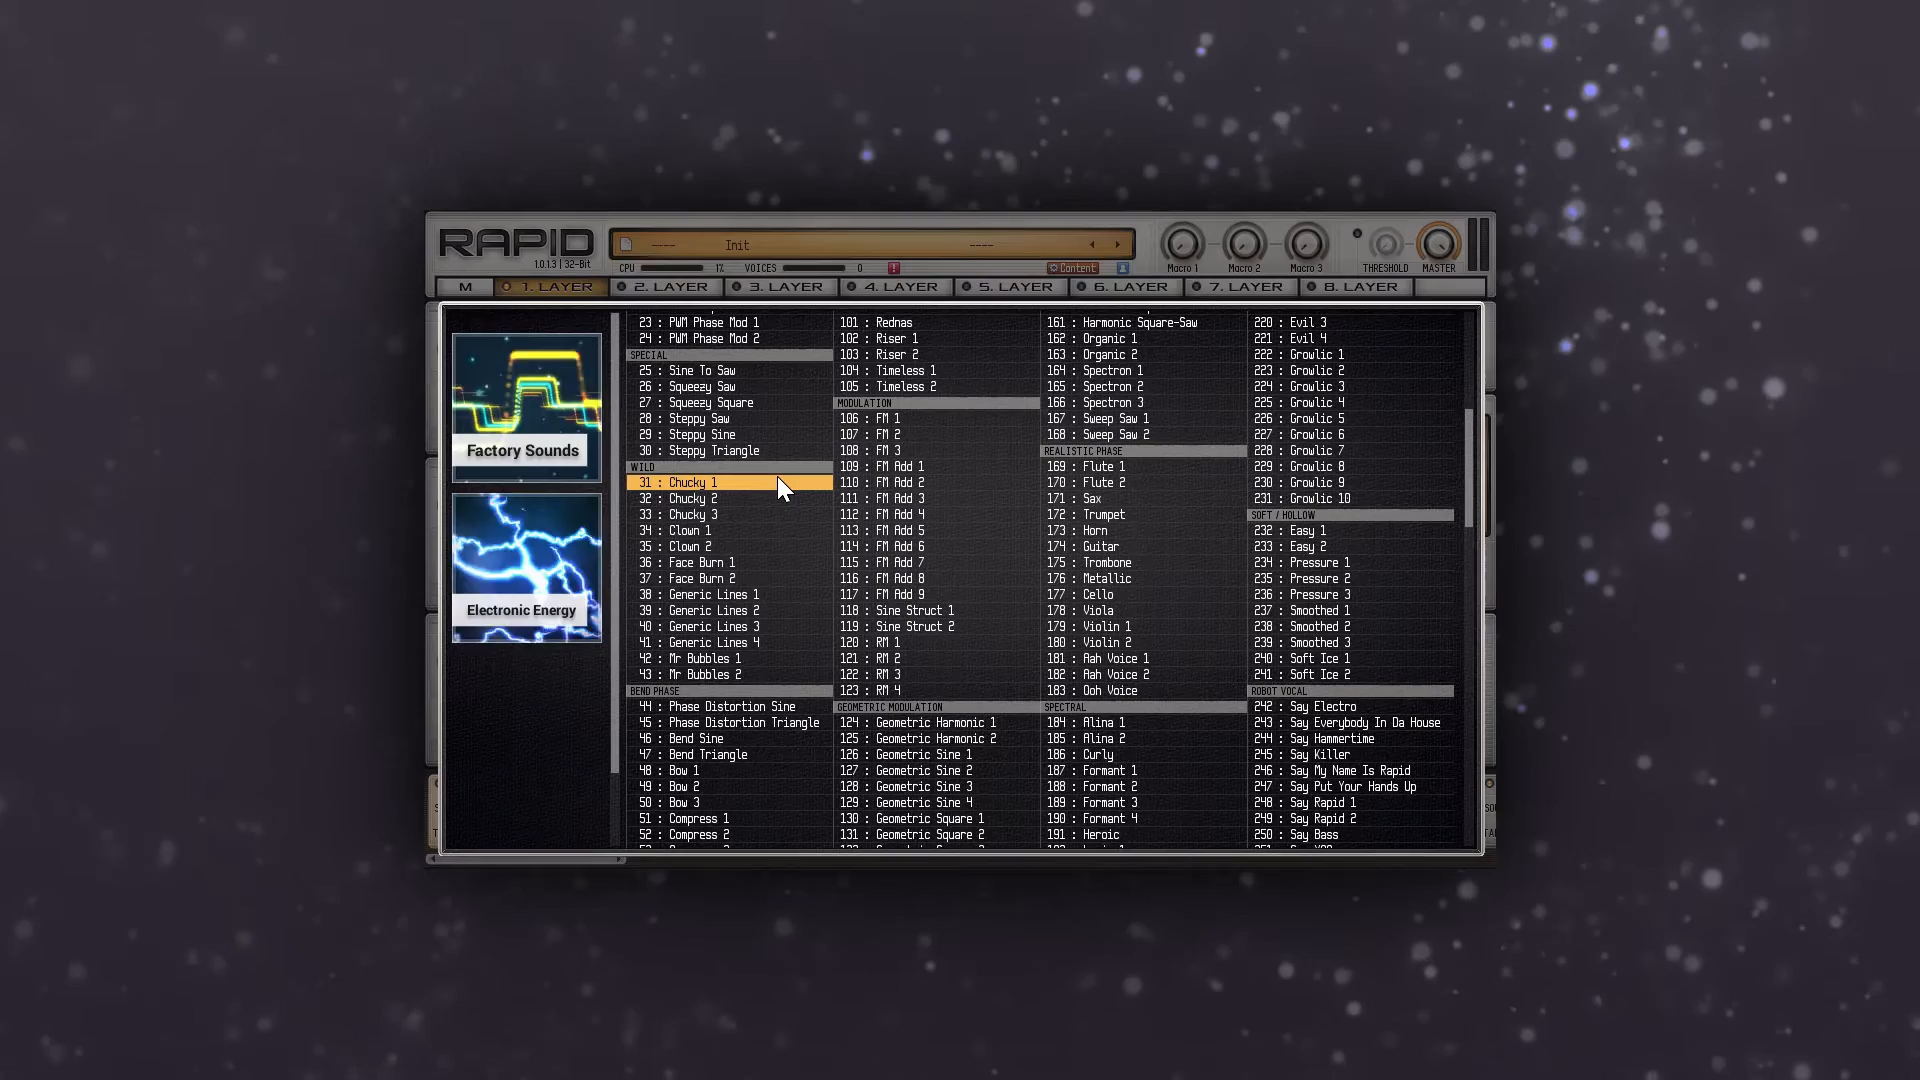 RAPID
1.0.1.3 | 32-Bit
---- Init ----
CPU 1% VOICES 0 ! Content
Macro 1 Macro 2 Macro 3 THRESHOLD MASTER
M 1. LAYER 2. LAYER 3. LAYER 4. LAYER 5. LAYER 6. LAYER 7. LAYER 8. LAYER
Factory Sounds
Electronic Energy
23 : PWM Phase Mod 1
24 : PWM Phase Mod 2
SPECIAL
25 : Sine To Saw
26 : Squeezy Saw
27 : Squeezy Square
28 : Steppy Saw
29 : Steppy Sine
30 : Steppy Triangle
WILD
31 : Chucky 1
32 : Chucky 2
33 : Chucky 3
34 : Clown 1
35 : Clown 2
36 : Face Burn 1
37 : Face Burn 2
38 : Generic Lines 1
39 : Generic Lines 2
40 : Generic Lines 3
41 : Generic Lines 4
42 : Mr Bubbles 1
43 : Mr Bubbles 2
BEND PHASE
44 : Phase Distortion Sine
45 : Phase Distortion Triangle
46 : Bend Sine
47 : Bend Triangle
48 : Bow 1
49 : Bow 2
50 : Bow 3
51 : Compress 1
52 : Compress 2
101 : Rednas
102 : Riser 1
103 : Riser 2
104 : Timeless 1
105 : Timeless 2
MODULATION
106 : FM 1
107 : FM 2
108 : FM 3
109 : FM Add 1
110 : FM Add 2
111 : FM Add 3
112 : FM Add 4
113 : FM Add 5
114 : FM Add 6
115 : FM Add 7
116 : FM Add 8
117 : FM Add 9
118 : Sine Struct 1
119 : Sine Struct 2
120 : RM 1
121 : RM 2
122 : RM 3
123 : RM 4
GEOMETRIC MODULATION
124 : Geometric Harmonic 1
125 : Geometric Harmonic 2
126 : Geometric Sine 1
127 : Geometric Sine 2
128 : Geometric Sine 3
129 : Geometric Sine 4
130 : Geometric Square 1
131 : Geometric Square 2
161 : Harmonic Square-Saw
162 : Organic 1
163 : Organic 2
164 : Spectron 1
165 : Spectron 2
166 : Spectron 3
167 : Sweep Saw 1
168 : Sweep Saw 2
REALISTIC PHASE
169 : Flute 1
170 : Flute 2
171 : Sax
172 : Trumpet
173 : Horn
174 : Guitar
175 : Trombone
176 : Metallic
177 : Cello
178 : Viola
179 : Violin 1
180 : Violin 2
181 : Aah Voice 1
182 : Aah Voice 2
183 : Ooh Voice
SPECTRAL
184 : Alina 1
185 : Alina 2
186 : Curly
187 : Formant 1
188 : Formant 2
189 : Formant 3
190 : Formant 4
191 : Heroic
220 : Evil 3
221 : Evil 4
222 : Growlic 1
223 : Growlic 2
224 : Growlic 3
225 : Growlic 4
226 : Growlic 5
227 : Growlic 6
228 : Growlic 7
229 : Growlic 8
230 : Growlic 9
231 : Growlic 10
SOFT / HOLLOW
232 : Easy 1
233 : Easy 2
234 : Pressure 1
235 : Pressure 2
236 : Pressure 3
237 : Smoothed 1
238 : Smoothed 2
239 : Smoothed 3
240 : Soft Ice 1
241 : Soft Ice 2
ROBOT VOCAL
242 : Say Electro
243 : Say Everybody In Da House
244 : Say Hammertime
245 : Say Killer
246 : Say My Name Is Rapid
247 : Say Put Your Hands Up
248 : Say Rapid 1
249 : Say Rapid 2
250 : Say Bass